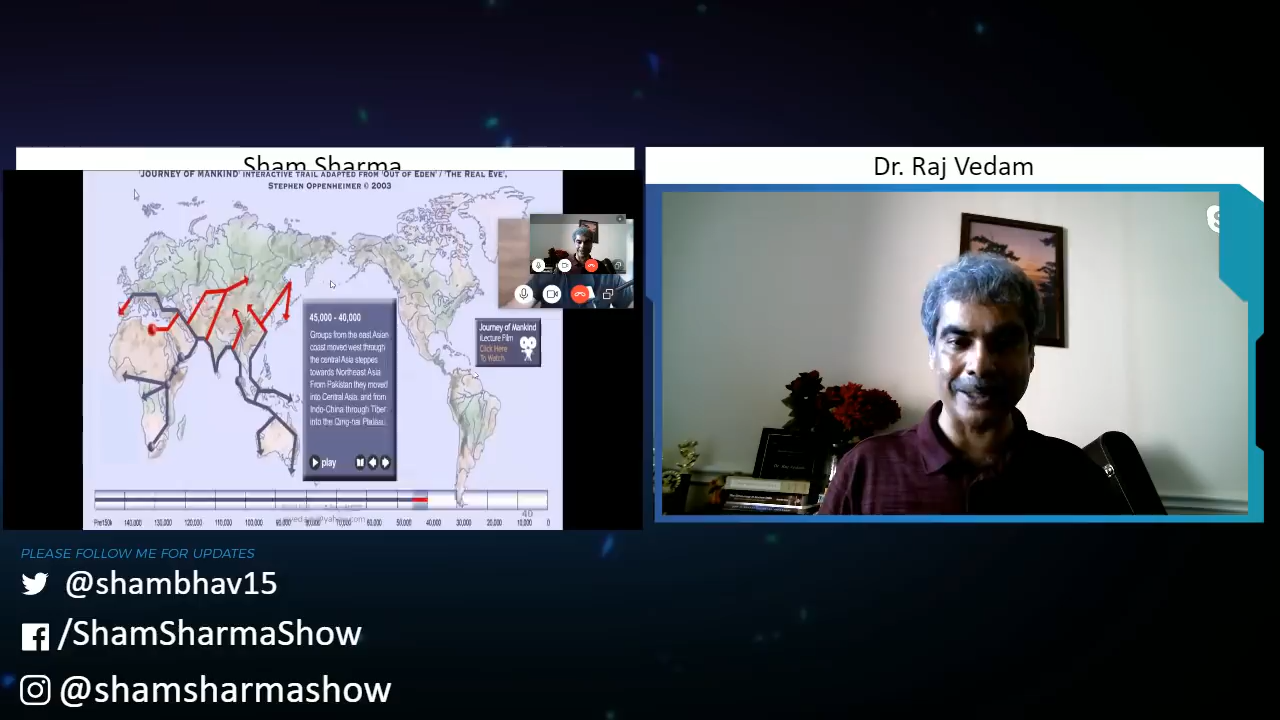 Sham Sharma
Dr. Raj Vedam
'JOURNEY OF MANKIND' INTERACTIVE TRAIL ADAPTED FROM 'OUT OF EDEN' / 'THE REAL EVE',
STEPHEN OPPENHEIMER © 2003
45,000 - 40,000
Groups from the east Asian
coast moved west through
the central Asia steppes
towards Northeast Asia
From Pakistan they moved
into Central Asia, and from
Indo-China through Tibet
into the Qing-hai Plateau.
play
Journey of Mankind
iLecture Film
Click Here
To Watch
40
140,000 130,000 120,000 110,000 100,000 90,000 80,000 70,000 60,000 50,000 40,000 30,000 20,000 10,000 0
PLEASE FOLLOW ME FOR UPDATES
@shambhav15
/ShamSharmaShow
@shamsharmashow